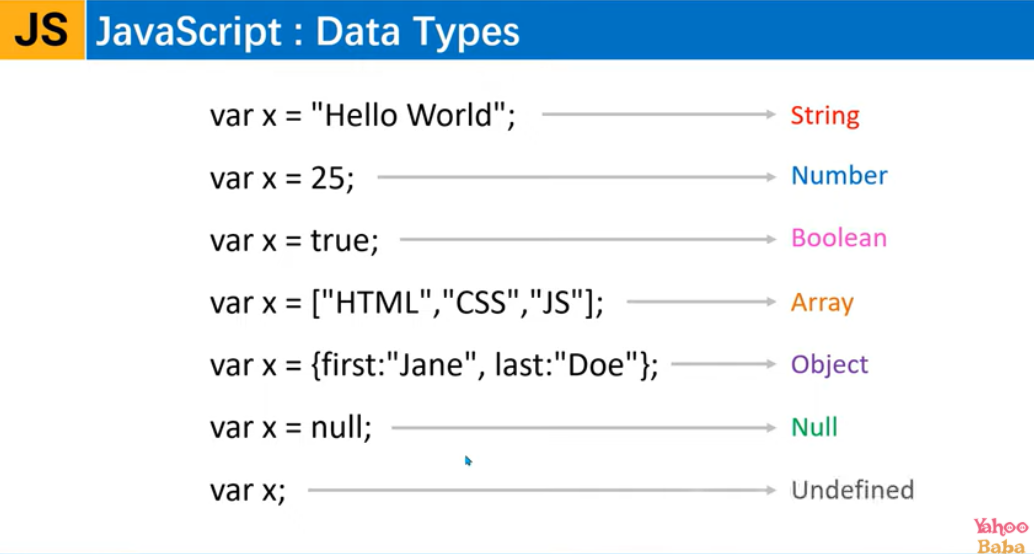 JS JavaScript : Data Types
var x = "Hello World"; String
var x = 25; Number
var x = true; Boolean
var x = ["HTML","CSS","JS"]; Array
var x = {first:"Jane", last:"Doe"}; Object
var x = null; Null
var x; Undefined
Yahoo
Baba